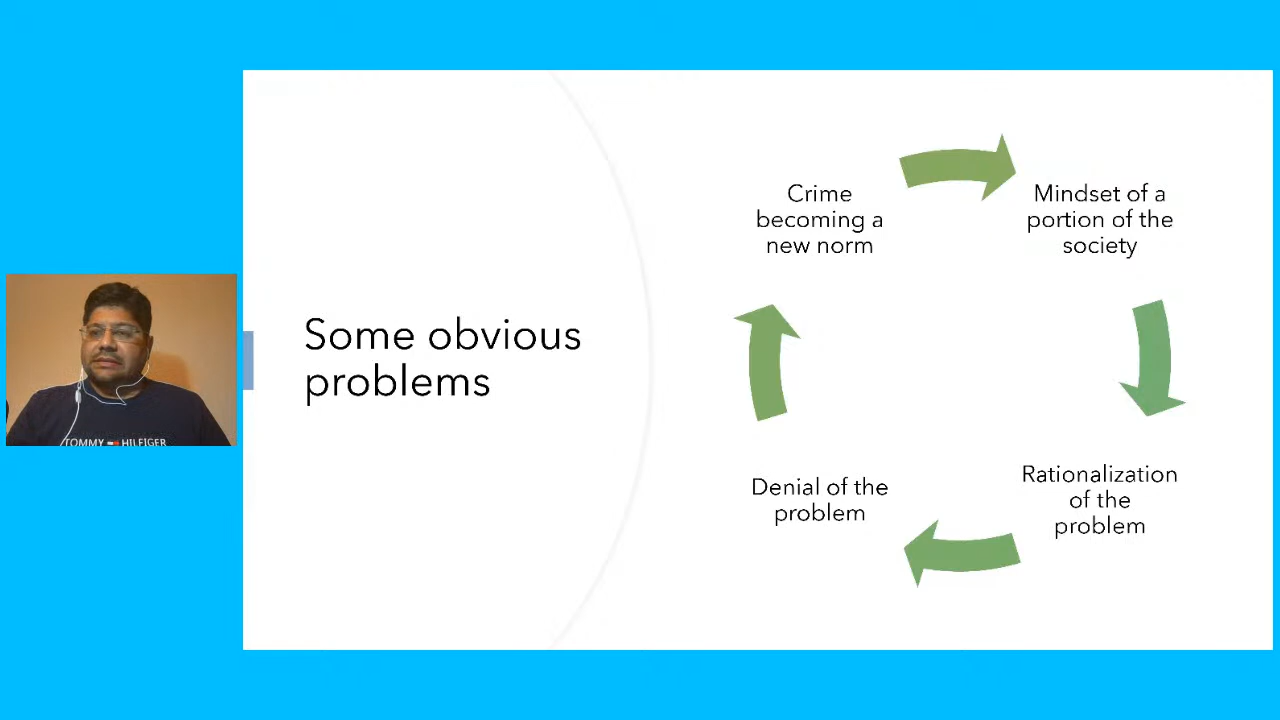 Some obvious
problems
Crime
becoming a
new norm
Mindset of a
portion of the
society
Rationalization
of the
problem
Denial of the
problem
TOMMY HILFIGER